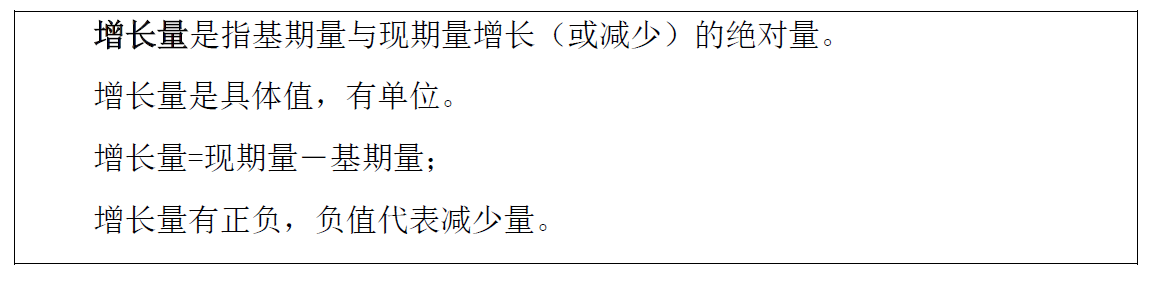 增长量是指基期量与现期量增长（或减少）的绝对量。
增长量是具体值，有单位。
增长量=现期量－基期量；
增长量有正负，负值代表减少量。